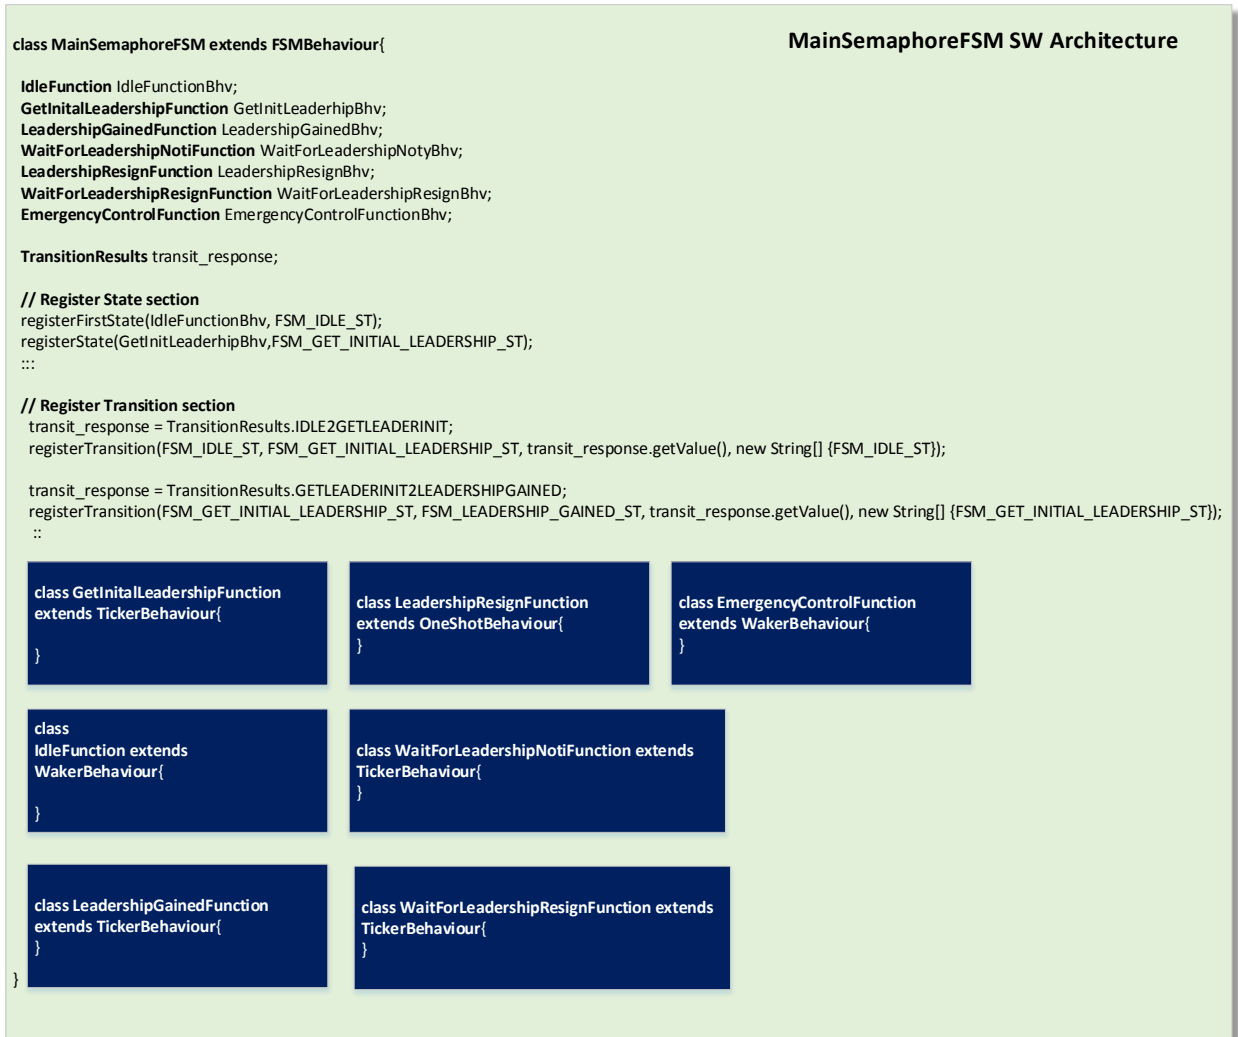 MainSemaphoreFSM SW Architecture
class MainSemaphoreFSM extends FSMBehaviour{
IdleFunction IdleFunctionBhv;
GetInitalLeadershipFunction GetInitLeaderhipBhv;
LeadershipGainedFunction LeadershipGainedBhv;
WaitForLeadershipNotiFunction WaitForLeadershipNotyBhv;
LeadershipResignFunction LeadershipResignBhv;
WaitForLeadershipResignFunction WaitForLeadershipResignBhv;
EmergencyControlFunction EmergencyControlFunctionBhv;
TransitionResults transit_response;
// Register State section
registerFirstState(IdleFunctionBhv, FSM_IDLE_ST);
registerState(GetInitLeaderhipBhv,FSM_GET_INITIAL_LEADERSHIP_ST);
:::
// Register Transition section
transit_response = TransitionResults.IDLE2GETLEADERINIT;
registerTransition(FSM_IDLE_ST, FSM_GET_INITIAL_LEADERSHIP_ST, transit_response.getValue(), new String[] {FSM_IDLE_ST});
transit_response = TransitionResults.GETLEADERINIT2LEADERSHIPGAINED;
registerTransition(FSM_GET_INITIAL_LEADERSHIP_ST, FSM_LEADERSHIP_GAINED_ST, transit_response.getValue(), new String[] {FSM_GET_INITIAL_LEADERSHIP_ST});
::
class GetInitalLeadershipFunction
extends TickerBehaviour{
}
class LeadershipResignFunction
extends OneShotBehaviour{
}
class EmergencyControlFunction
extends WakerBehaviour{
}
class
IdleFunction extends
WakerBehaviour{
}
class WaitForLeadershipNotiFunction extends
TickerBehaviour{
}
class LeadershipGainedFunction
extends TickerBehaviour{
}
class WaitForLeadershipResignFunction extends
TickerBehaviour{
}
}